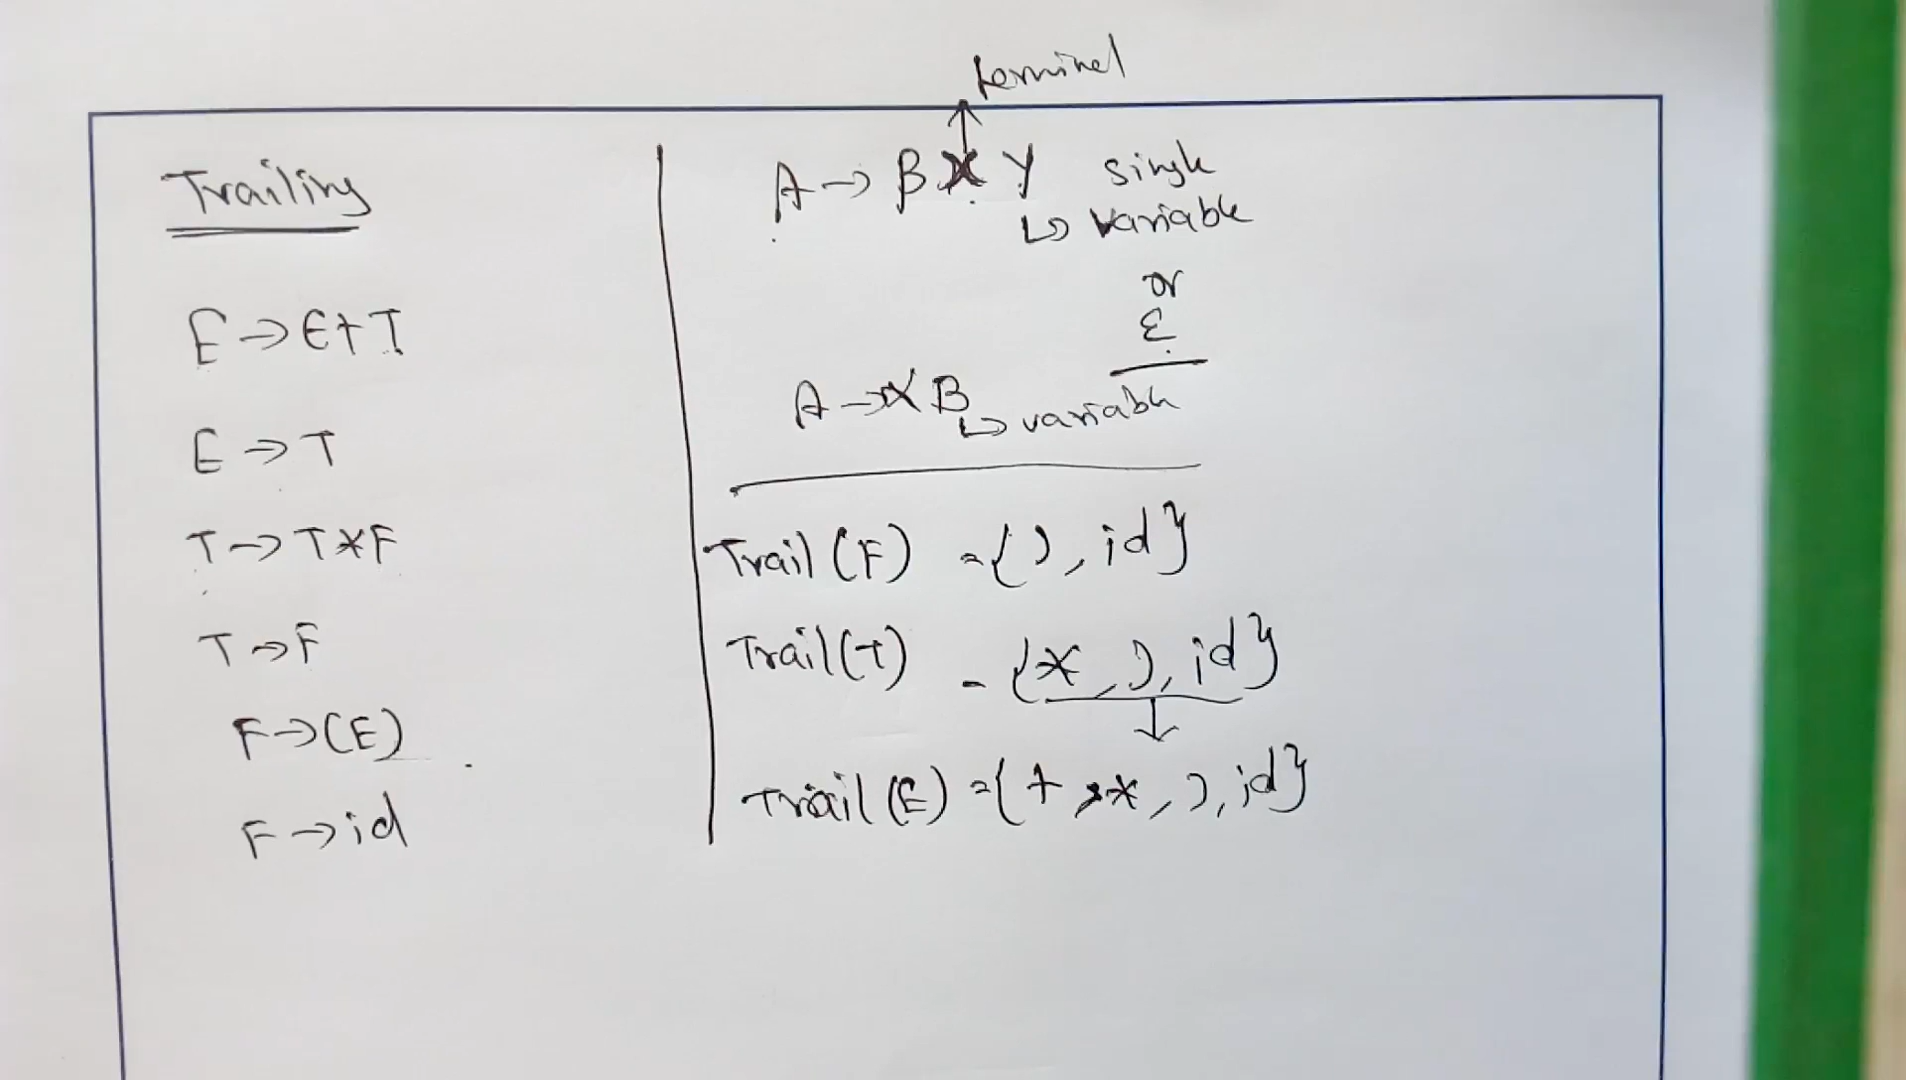 Trailing
E → E+T
E → T
T → T*F
T → F
F → (E)
F → id
terminal
A → B X Y single
↳ variable
or
ε
A → X B
↳ variable
Trail (F) = { ), id}
Trail (T) = {*, ), id}
Trail (E) = {+, *, ), id}